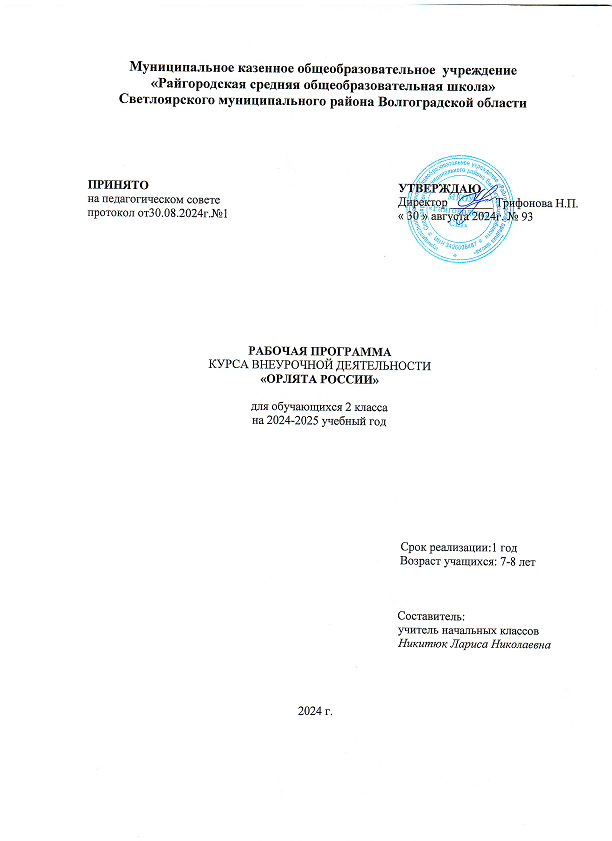 Муниципальное казенное общеобразовательное учреждение
«Райгородская средняя общеобразовательная школа»
Светлоярского муниципального района Волгоградской области
ПРИНЯТО
на педагогическом совете
протокол от30.08.2024г.№1
УТВЕРЖДАЮ
Директор Трифонова Н.П.
« 30 » августа 2024г. № 93
РАБОЧАЯ ПРОГРАММА
КУРСА ВНЕУРОЧНОЙ ДЕЯТЕЛЬНОСТИ
«ОРЛЯТА РОССИИ»
для обучающихся 2 класса
на 2024-2025 учебный год
Срок реализации:1 год
Возраст учащихся: 7-8 лет
Составитель:
учитель начальных классов
Никитюк Лариса Николаевна
2024 г.